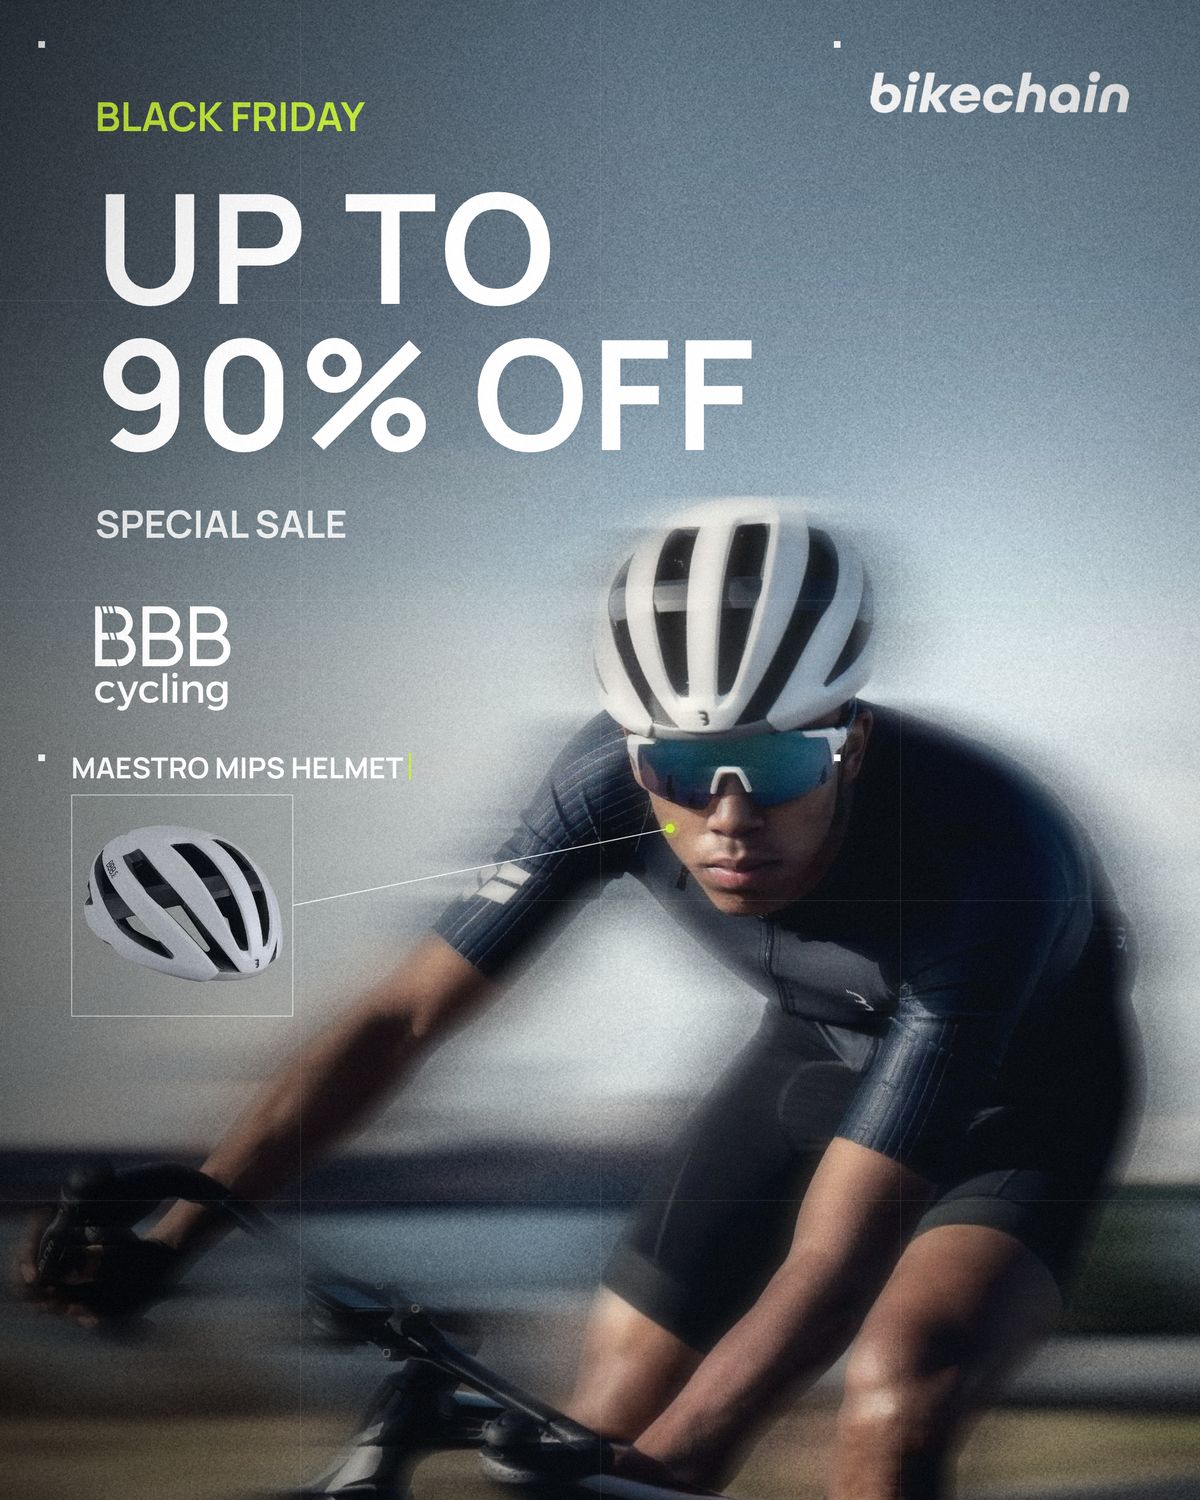 BLACK FRIDAY
bikechain
UP TO
90% OFF
SPECIAL SALE
BBB
cycling
MAESTRO MIPS HELMET